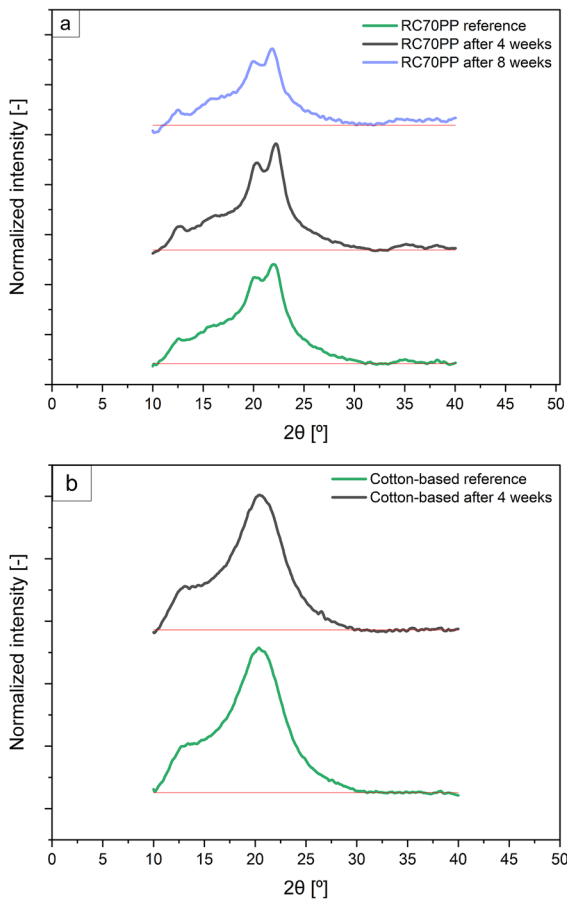 a
RC70PP reference
RC70PP after 4 weeks
RC70PP after 8 weeks
Normalized intensity [-]
0 5 10 15 20 25 30 35 40 45 50
2θ [º]
b
Cotton-based reference
Cotton-based after 4 weeks
Normalized intensity [-]
0 5 10 15 20 25 30 35 40 45 50
2θ [º]